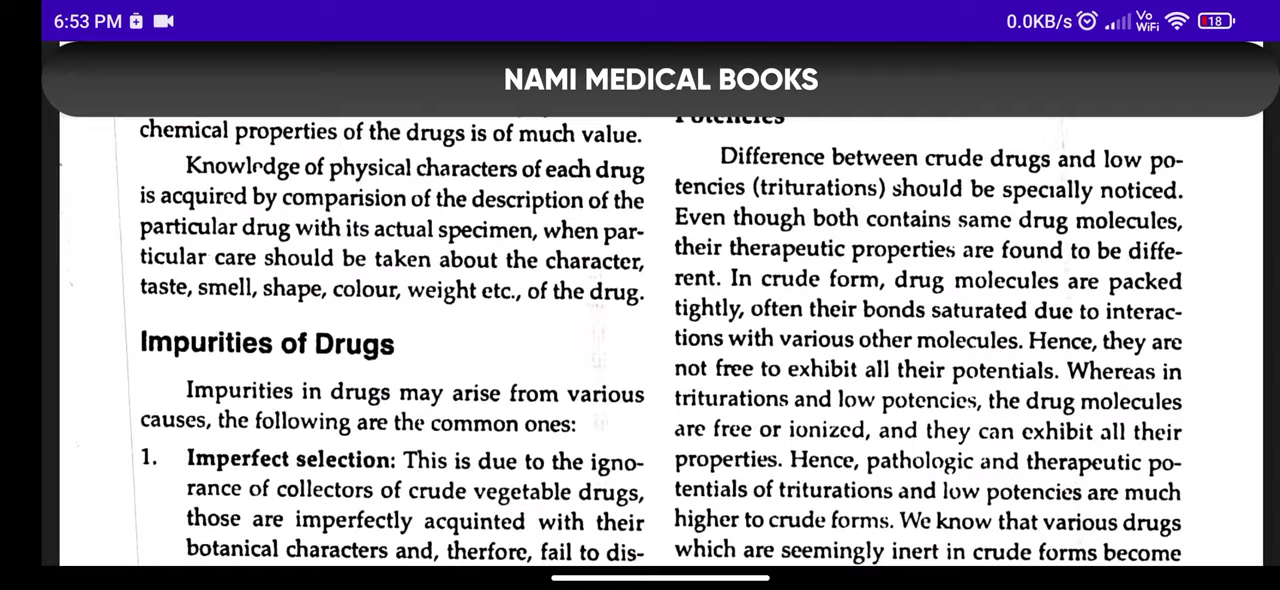 6:53 PM
0.0KB/s Vo WiFi 18
NAMI MEDICAL BOOKS
chemical properties of the drugs is of much value.
Knowledge of physical characters of each drug
is acquired by comparision of the description of the
particular drug with its actual specimen, when par-
ticular care should be taken about the character,
taste, smell, shape, colour, weight etc., of the drug.
Impurities of Drugs
Impurities in drugs may arise from various
causes, the following are the common ones:
1. Imperfect selection: This is due to the igno-
rance of collectors of crude vegetable drugs,
those are imperfectly acquinted with their
botanical characters and, therfore, fail to dis-
Potencies
Difference between crude drugs and low po-
tencies (triturations) should be specially noticed.
Even though both contains same drug molecules,
their therapeutic properties are found to be diffe-
rent. In crude form, drug molecules are packed
tightly, often their bonds saturated due to interac-
tions with various other molecules. Hence, they are
not free to exhibit all their potentials. Whereas in
triturations and low potencies, the drug molecules
are free or ionized, and they can exhibit all their
properties. Hence, pathologic and therapeutic po-
tentials of triturations and low potencies are much
higher to crude forms. We know that various drugs
which are seemingly inert in crude forms become